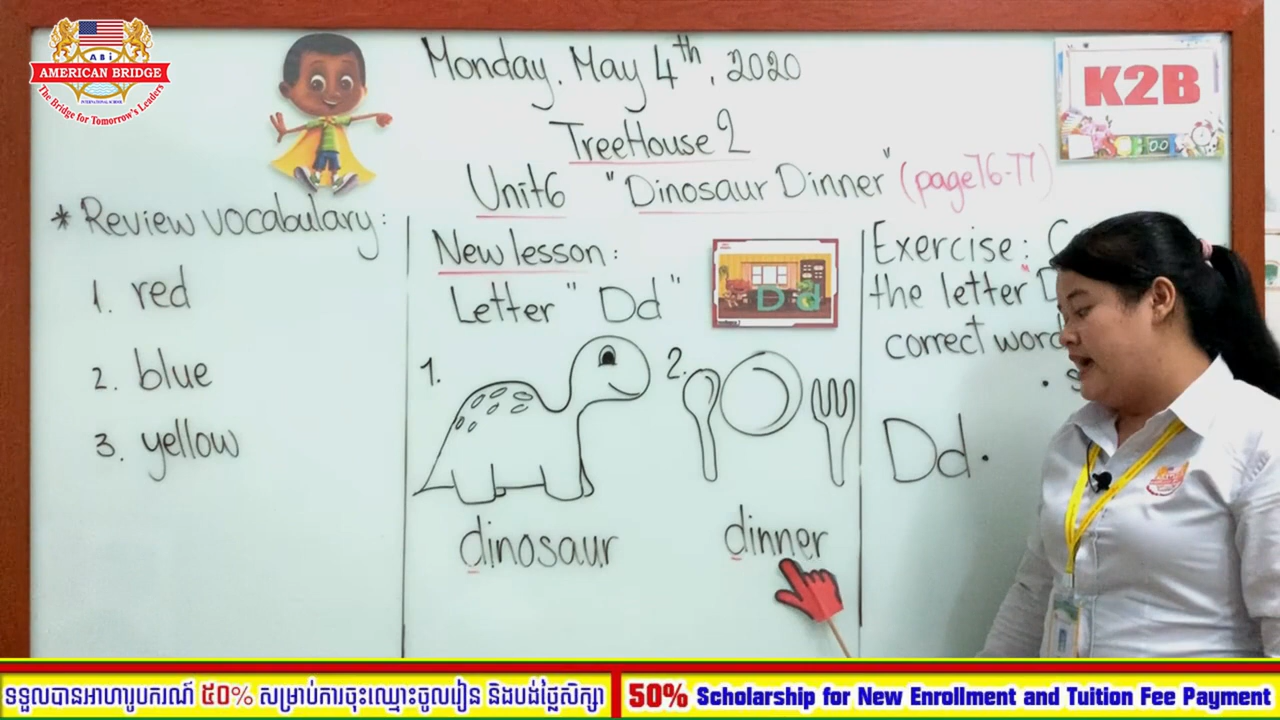 ABi
AMERICAN BRIDGE
INTERNATIONAL SCHOOL
The Bridge for Tomorrow's Leaders
Monday, May 4th, 2020
TreeHouse 2
Unit6 "Dinosaur Dinner" (page76-77)
K2B
* Review vocabulary:
1. red
2. blue
3. yellow
New lesson:
Letter "Dd"
Dd
1.
2.
dinosaur
dinner
Exercise:
the letter
correct
Dd.
ទទួលបានអាហារូបករណ៍ ៥០% សម្រាប់ការចុះឈ្មោះចូលរៀន និងបង់ថ្លៃសិក្សា
50% Scholarship for New Enrollment and Tuition Fee Payment